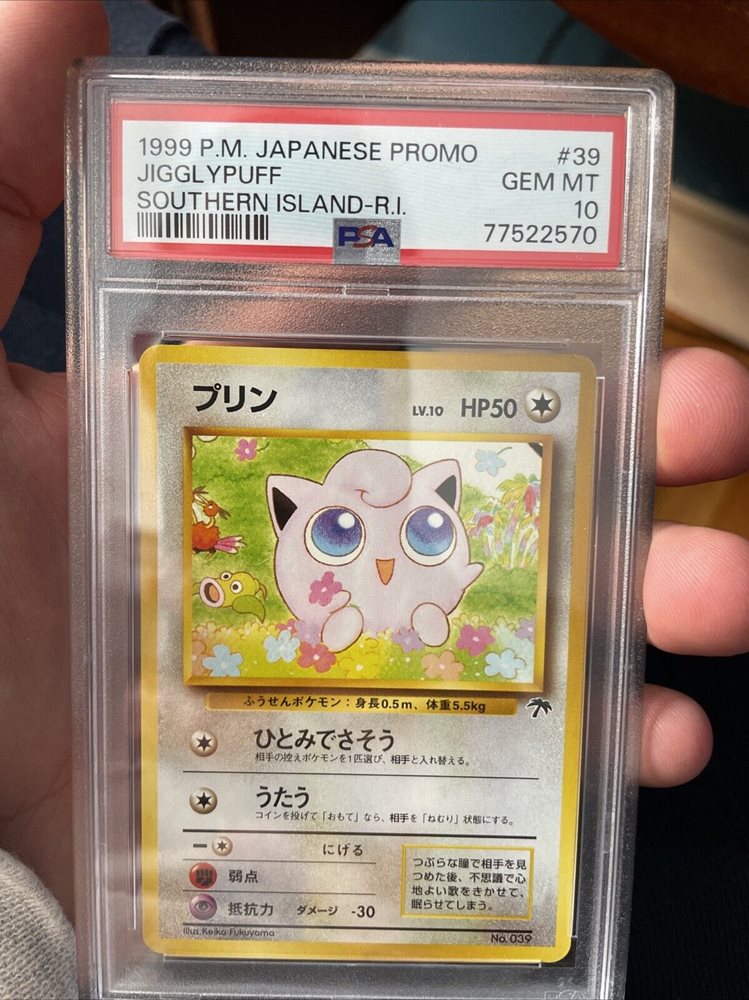 1999 P.M. JAPANESE PROMO #39
JIGGLYPUFF GEM MT
SOUTHERN ISLAND-R.I. 10
PSA 77522570
プリン LV.10 HP50
ふうせんポケモン：身長0.5m、体重5.5kg
ひとみでさそう
相手の控えポケモンを1匹選び、相手と入れ替える。
うたう
コインを投げて「おもて」なら、相手を「ねむり」状態にする。
ー にげる
弱点
抵抗力 ダメージ -30
つぶらな瞳で相手を見
つめた後、不思議で心
地よい歌をきかせて、
眠らせてしまう。
Illus. Keiko Fukuyama No. 039